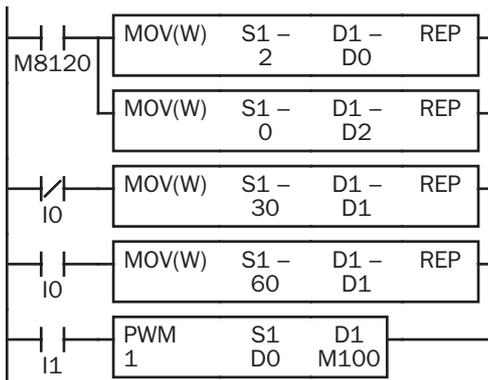 MOV(W) S1 – D1 – REP
2 D0
M8120
MOV(W) S1 – D1 – REP
0 D2
MOV(W) S1 – D1 – REP
30 D1
I0
MOV(W) S1 – D1 – REP
60 D1
I0
PWM S1 D1
1 D0 M100
I1